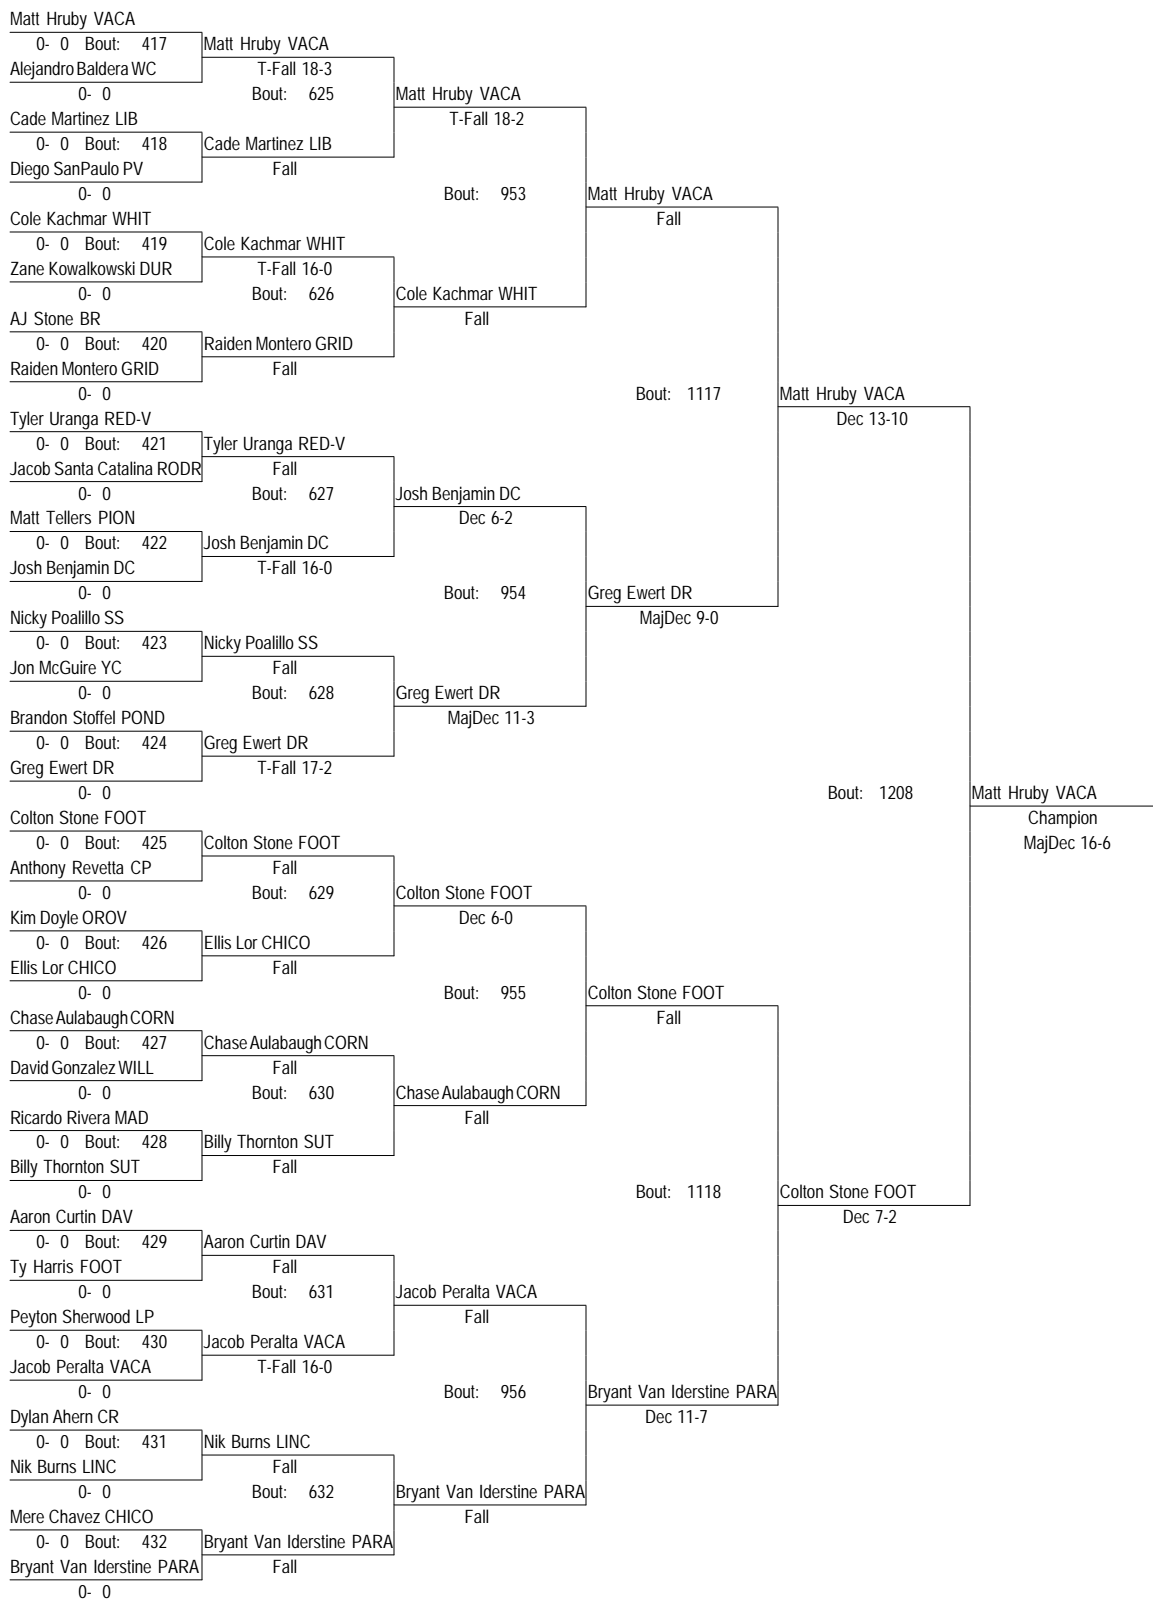 Matt Hruby VACA
0- 0 Bout: 417 Matt Hruby VACA
Alejandro Baldera WC T-Fall 18-3
0- 0 Bout: 625 Matt Hruby VACA
Cade Martinez LIB T-Fall 18-2
0- 0 Bout: 418 Cade Martinez LIB
Diego SanPaulo PV Fall
0- 0 Bout: 953 Matt Hruby VACA
Cole Kachmar WHIT Fall
0- 0 Bout: 419 Cole Kachmar WHIT
Zane Kowalkowski DUR T-Fall 16-0
0- 0 Bout: 626 Cole Kachmar WHIT
AJ Stone BR Fall
0- 0 Bout: 420 Raiden Montero GRID
Raiden Montero GRID Fall
0- 0 Bout: 1117 Matt Hruby VACA
Tyler Uranga RED-V Dec 13-10
0- 0 Bout: 421 Tyler Uranga RED-V
Jacob Santa Catalina RODR Fall
0- 0 Bout: 627 Josh Benjamin DC
Matt Tellers PION Dec 6-2
0- 0 Bout: 422 Josh Benjamin DC
Josh Benjamin DC T-Fall 16-0
0- 0 Bout: 954 Greg Ewert DR
Nicky Poalillo SS MajDec 9-0
0- 0 Bout: 423 Nicky Poalillo SS
Jon McGuire YC Fall
0- 0 Bout: 628 Greg Ewert DR
Brandon Stoffel POND MajDec 11-3
0- 0 Bout: 424 Greg Ewert DR
Greg Ewert DR T-Fall 17-2
0- 0 Bout: 1208 Matt Hruby VACA
Colton Stone FOOT Champion
0- 0 Bout: 425 Colton Stone FOOT MajDec 16-6
Anthony Revetta CP Fall
0- 0 Bout: 629 Colton Stone FOOT
Kim Doyle OROV Dec 6-0
0- 0 Bout: 426 Ellis Lor CHICO
Ellis Lor CHICO Fall
0- 0 Bout: 955 Colton Stone FOOT
Chase Aulabaugh CORN Fall
0- 0 Bout: 427 Chase Aulabaugh CORN
David Gonzalez WILL Fall
0- 0 Bout: 630 Chase Aulabaugh CORN
Ricardo Rivera MAD Fall
0- 0 Bout: 428 Billy Thornton SUT
Billy Thornton SUT Fall
0- 0 Bout: 1118 Colton Stone FOOT
Aaron Curtin DAV Dec 7-2
0- 0 Bout: 429 Aaron Curtin DAV
Ty Harris FOOT Fall
0- 0 Bout: 631 Jacob Peralta VACA
Peyton Sherwood LP Fall
0- 0 Bout: 430 Jacob Peralta VACA
Jacob Peralta VACA T-Fall 16-0
0- 0 Bout: 956 Bryant Van Iderstine PARA
Dylan Ahern CR Dec 11-7
0- 0 Bout: 431 Nik Burns LINC
Nik Burns LINC Fall
0- 0 Bout: 632 Bryant Van Iderstine PARA
Mere Chavez CHICO Fall
0- 0 Bout: 432 Bryant Van Iderstine PARA
Bryant Van Iderstine PARA Fall
0- 0